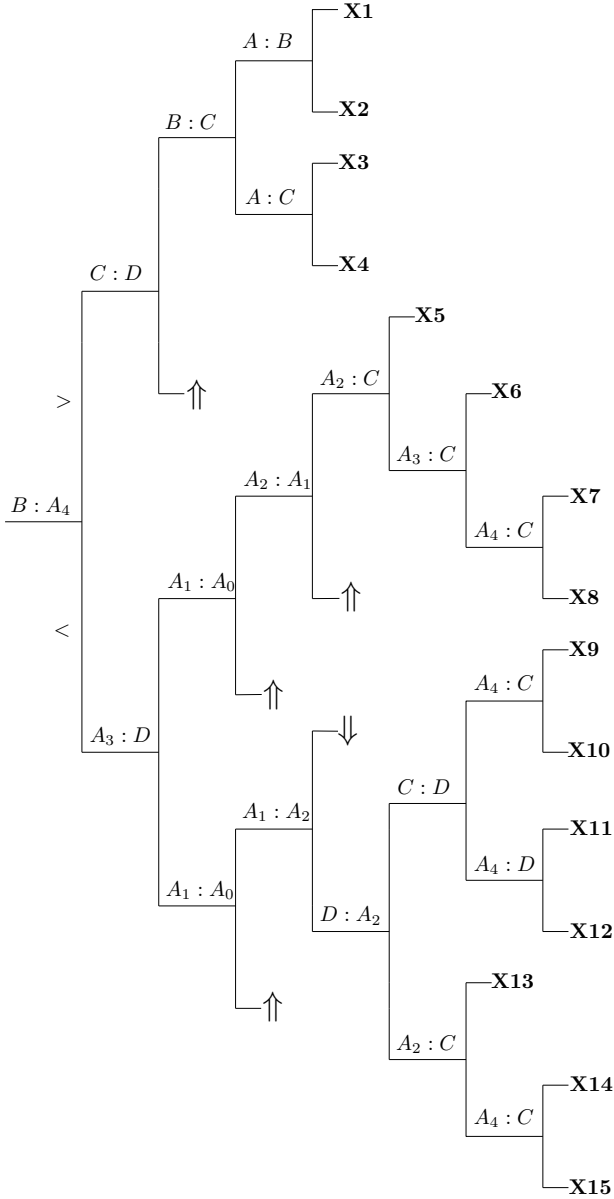 X1
A : B
X2
B : C
X3
A : C
X4
C : D
X5
A₂ : C
⇑
>
X6
A₃ : C
A₂ : A₁
X7
B : A₄
A₄ : C
A₁ : A₀
⇑
X8
<
X9
A₄ : C
⇑
⇓
A₃ : D
X10
C : D
A₁ : A₂
X11
A₄ : D
A₁ : A₀
D : A₂
X12
X13
⇑
A₂ : C
X14
A₄ : C
X15